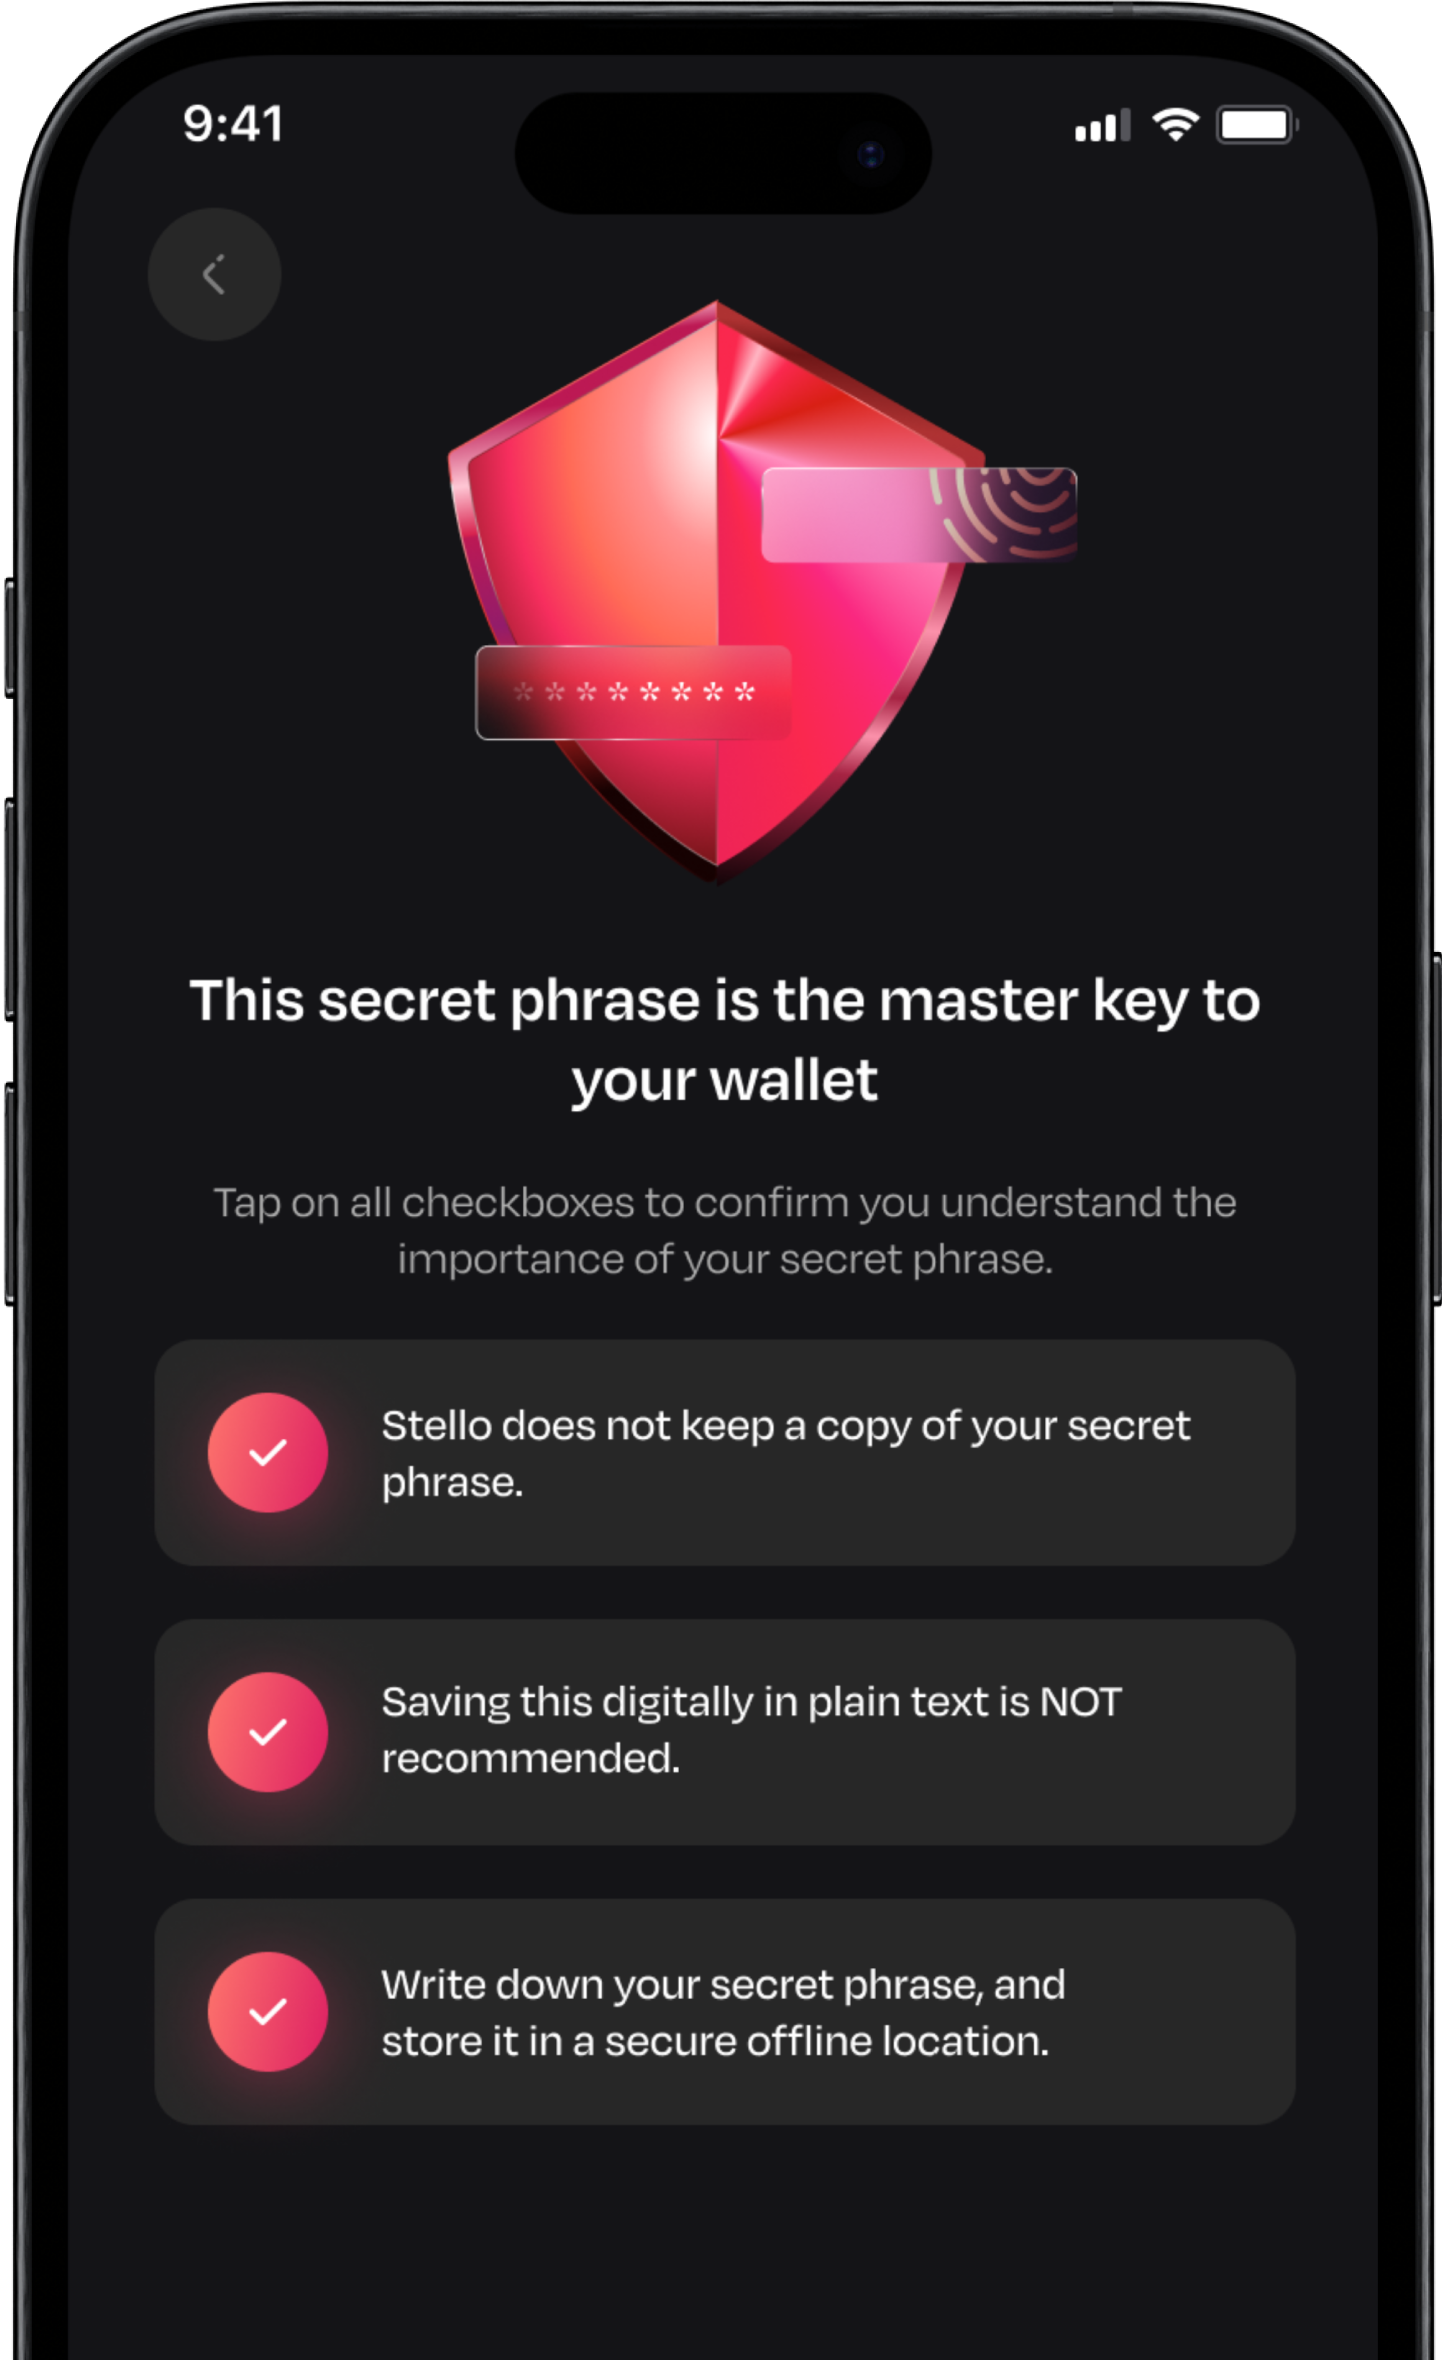 9:41
********
This secret phrase is the master key to
your wallet
Tap on all checkboxes to confirm you understand the
importance of your secret phrase.
Stello does not keep a copy of your secret
phrase.
Saving this digitally in plain text is NOT
recommended.
Write down your secret phrase, and
store it in a secure offline location.